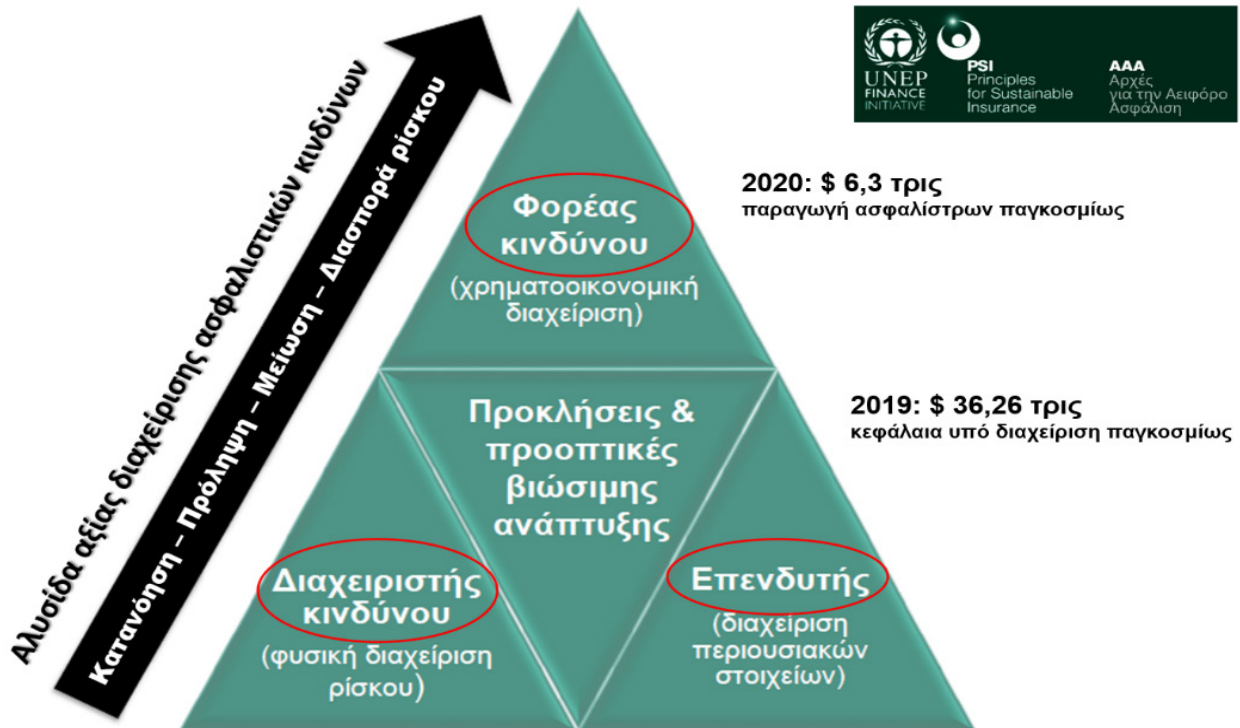 Αλυσίδα αξίας διαχείρισης ασφαλιστικών κινδύνων
Κατανόηση – Πρόληψη – Μείωση – Διασπορά ρίσκου
UNEP
FINANCE
INITIATIVE
PSI
Principles
for Sustainable
Insurance
ΑΑΑ
Αρχές
για την Αειφόρο
Ασφάλιση
2020: $ 6,3 τρις
παραγωγή ασφαλίστρων παγκοσμίως
Φορέας
κινδύνου
(χρηματοοικονομική
διαχείριση)
2019: $ 36,26 τρις
κεφάλαια υπό διαχείριση παγκοσμίως
Προκλήσεις &
προοπτικές
βιώσιμης
ανάπτυξης
Διαχειριστής
κινδύνου
(φυσική διαχείριση
ρίσκου)
Επενδυτής
(διαχείριση
περιουσιακών
στοιχείων)